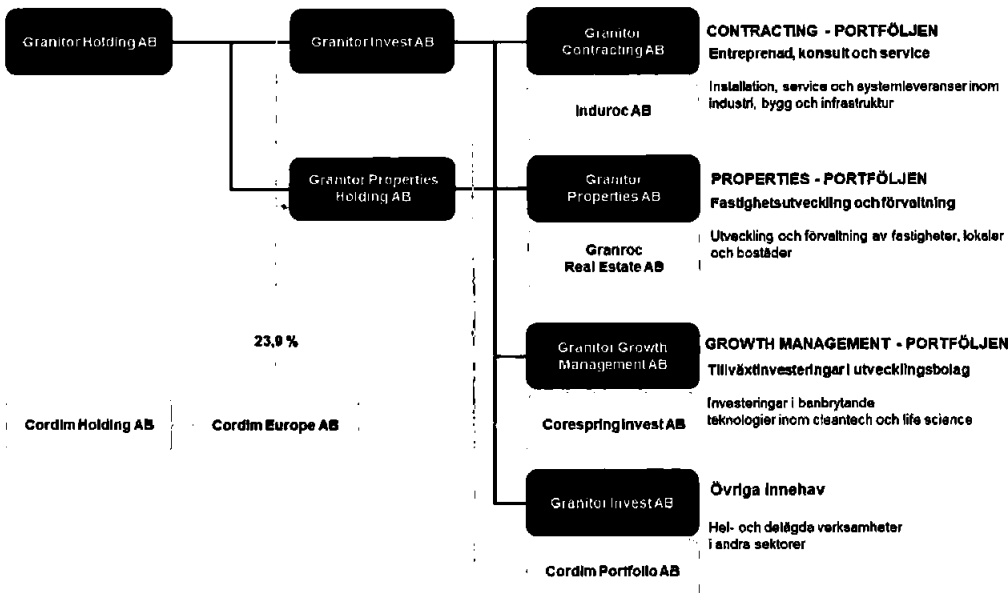 Granitor Holding AB
Granitor Invest AB
Granitor
Contracting AB
CONTRACTING - PORTFÖLJEN
Entreprenad, konsult och service
Installation, service och systemleveranser inom
industri, bygg och infrastruktur
Induroc AB
Granitor Properties
Holding AB
Granitor
Properties AB
PROPERTIES - PORTFÖLJEN
Fastighetsutveckling och förvaltning
Utveckling och förvaltning av fastigheter, lokaler
och bostäder
Granroc
Real Estate AB
23,9 %
Granitor Growth
Management AB
GROWTH MANAGEMENT - PORTFÖLJEN
Tillväxtinvesteringar i utvecklingsbolag
Investeringar i banbrytande
teknologier inom cleantech och life science
Cordim Holding AB
Cordim Europe AB
Corespring Invest AB
Granitor Invest AB
Övriga innehav
Hel- och delägda verksamheter
i andra sektorer
Cordim Portfolio AB